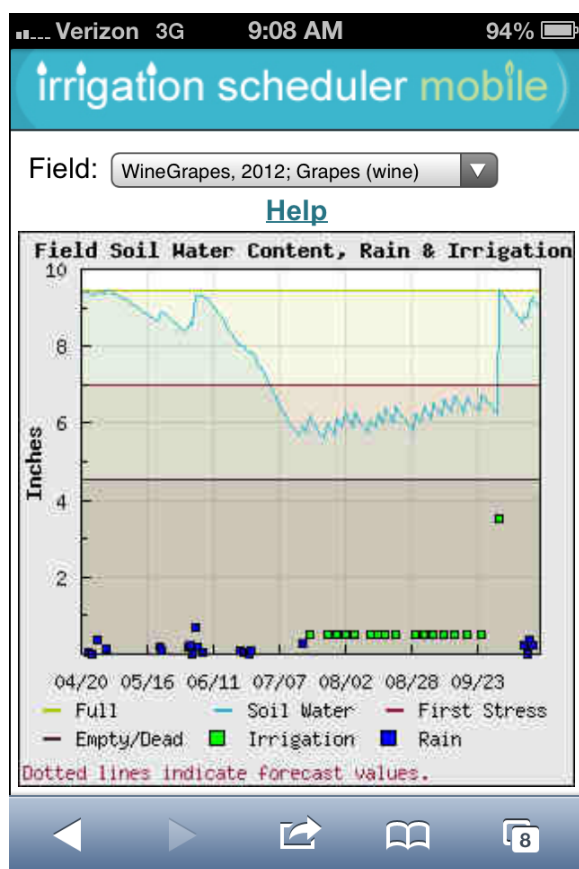 Verizon 3G 9:08 AM 94%
irrigation scheduler mobile
Field: WineGrapes, 2012; Grapes (wine)
Help
Field Soil Water Content, Rain & Irrigation
10
8
6
4
2
Inches
04/20 05/16 06/11 07/07 08/02 08/28 09/23
Full Soil Water First Stress
Empty/Dead Irrigation Rain
Dotted lines indicate forecast values.
8